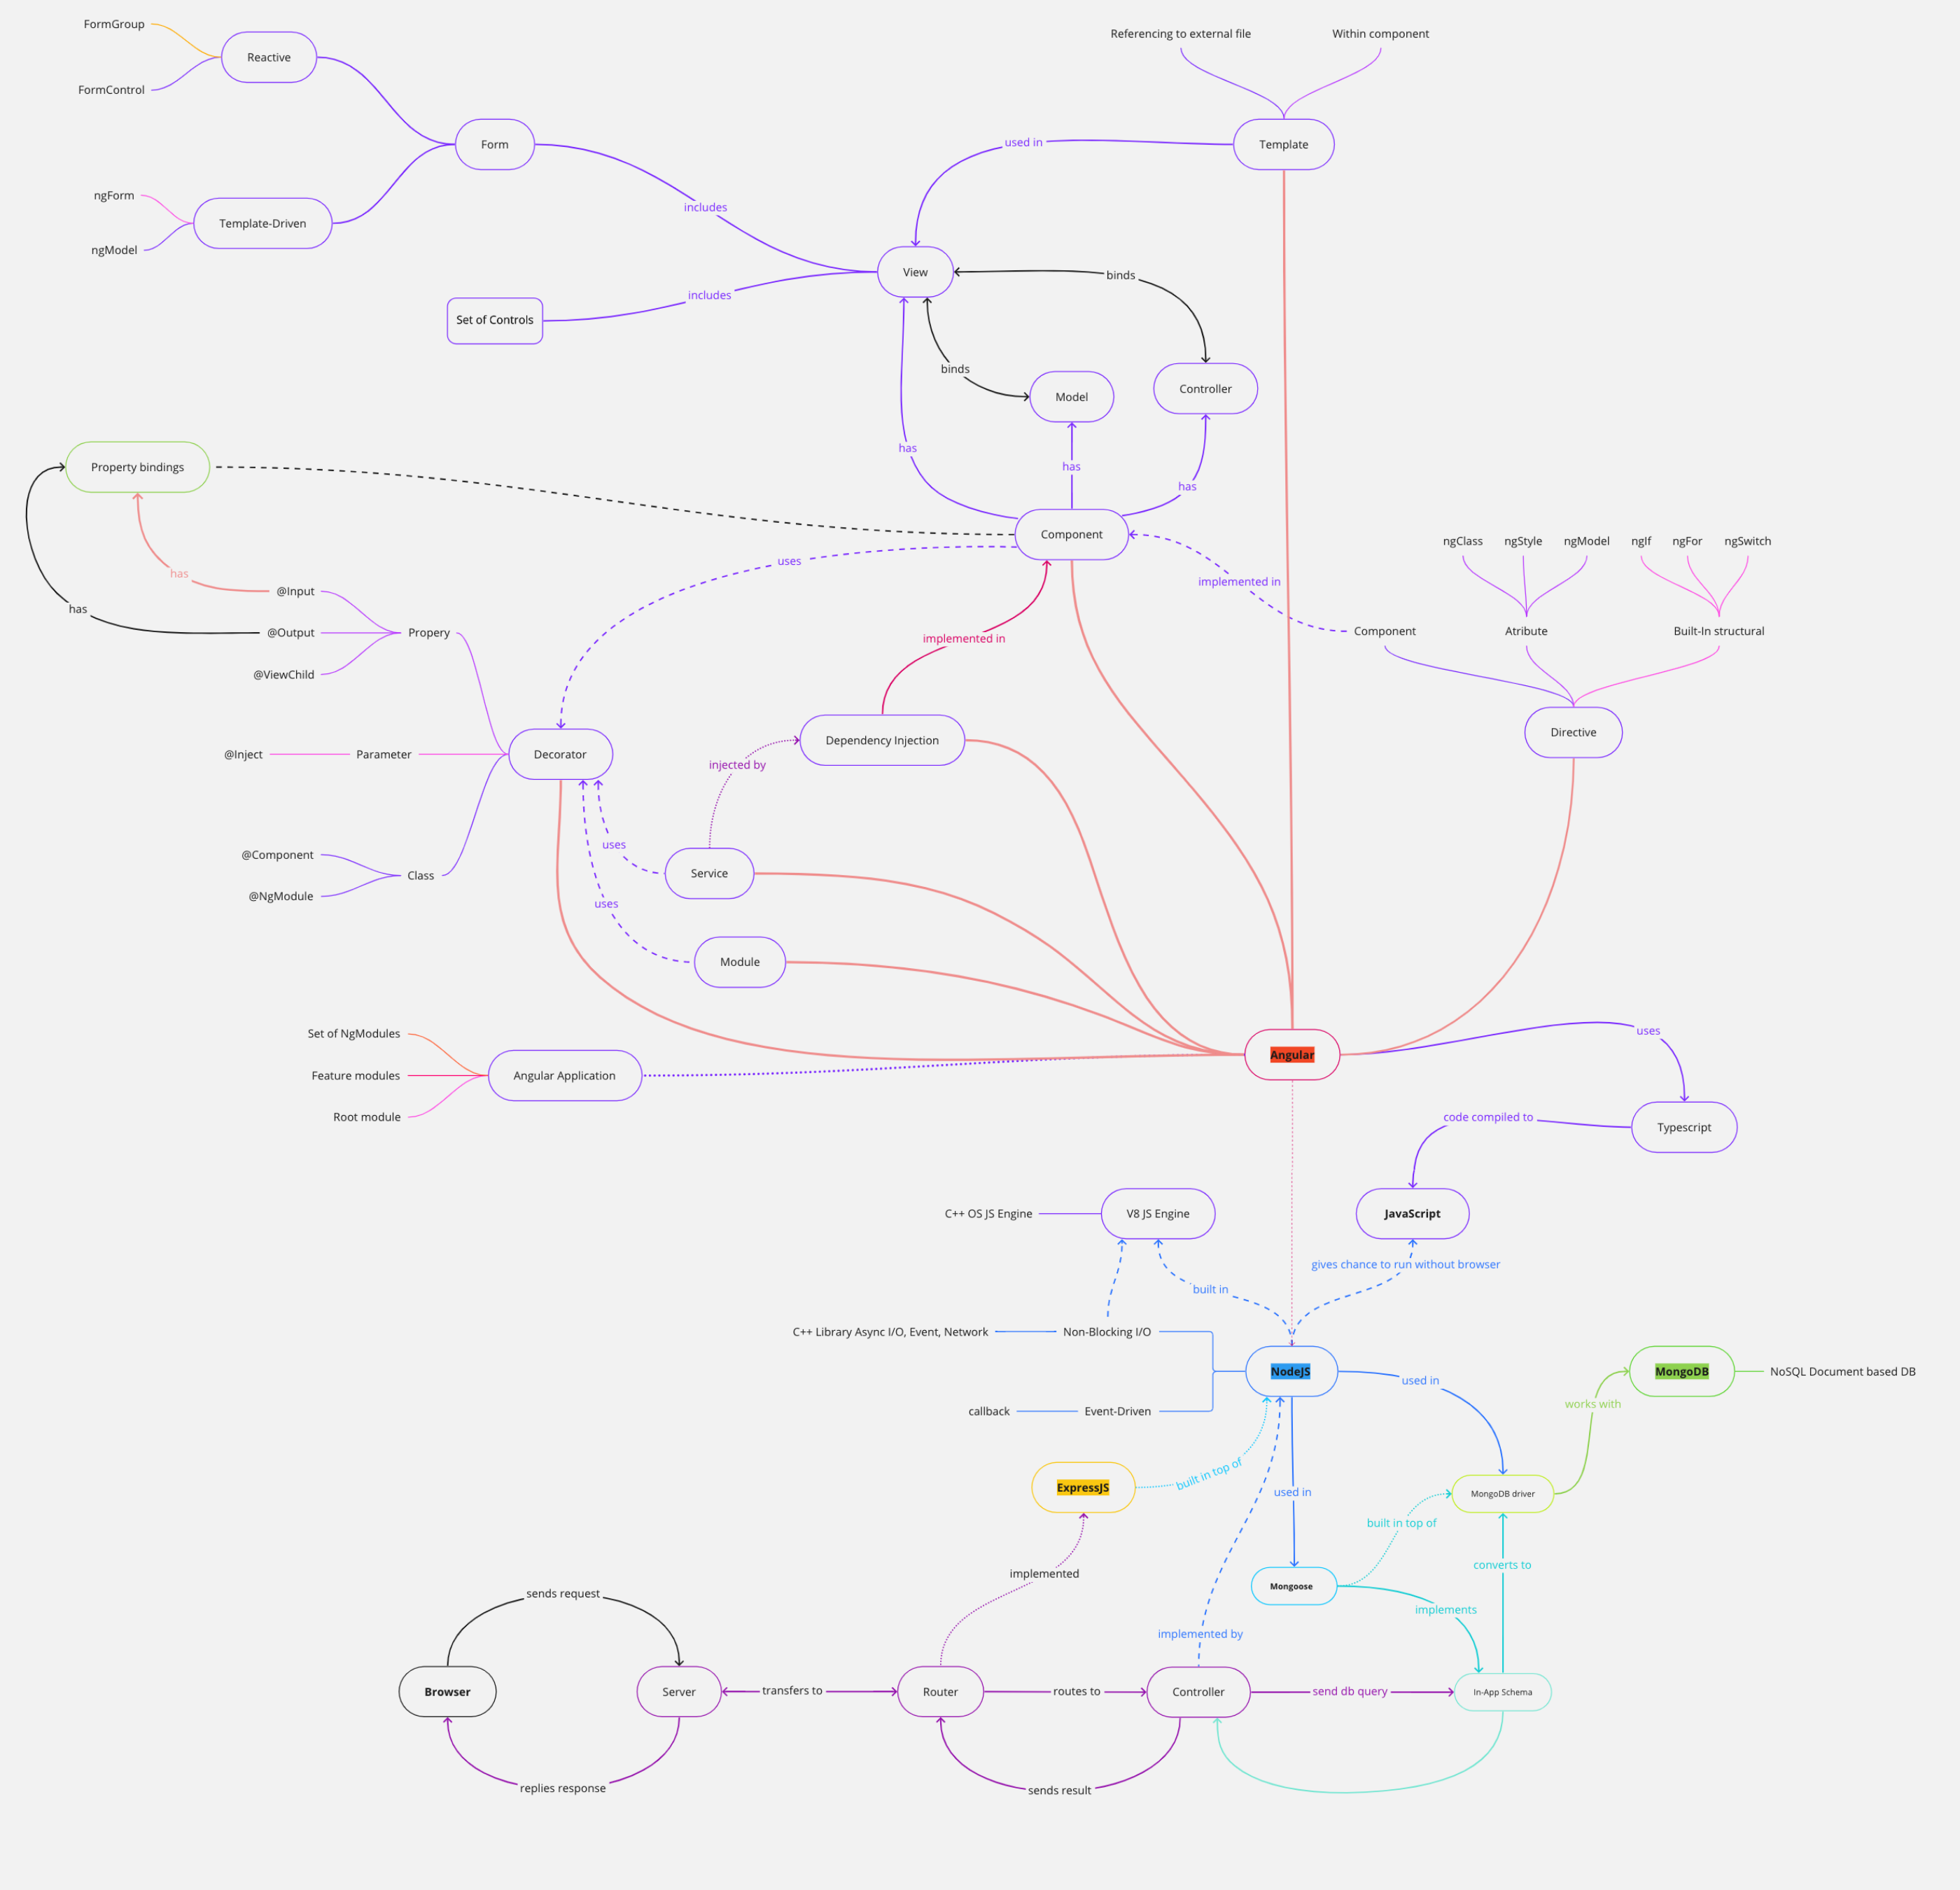 FormGroup
Referencing to external file
Within component
Reactive
FormControl
Form
used in
Template
ngForm
includes
Template-Driven
ngModel
View
binds
includes
Set of Controls
binds
Model
Controller
has
Property bindings
has
has
Component
ngClass
ngStyle
ngModel
ngIf
ngFor
ngSwitch
uses
has
implemented in
@Input
has
@Output
Propery
Component
Atribute
Built-In structural
implemented in
@ViewChild
Directive
Dependency Injection
@Inject
Parameter
Decorator
injected by
uses
@Component
Service
Class
@NgModule
uses
Module
Set of NgModules
uses
Angular
Feature modules
Angular Application
Root module
code compiled to
Typescript
C++ OS JS Engine
V8 JS Engine
JavaScript
gives chance to run without browser
built in
C++ Library Async I/O, Event, Network
Non-Blocking I/O
NodeJS
MongoDB
NoSQL Document based DB
used in
works with
callback
Event-Driven
built in top of
ExpressJS
used in
MongoDB driver
built in top of
implemented
converts to
Mongoose
sends request
implements
implemented by
Browser
Server
transfers to
Router
routes to
Controller
send db query
In-App Schema
replies response
sends result